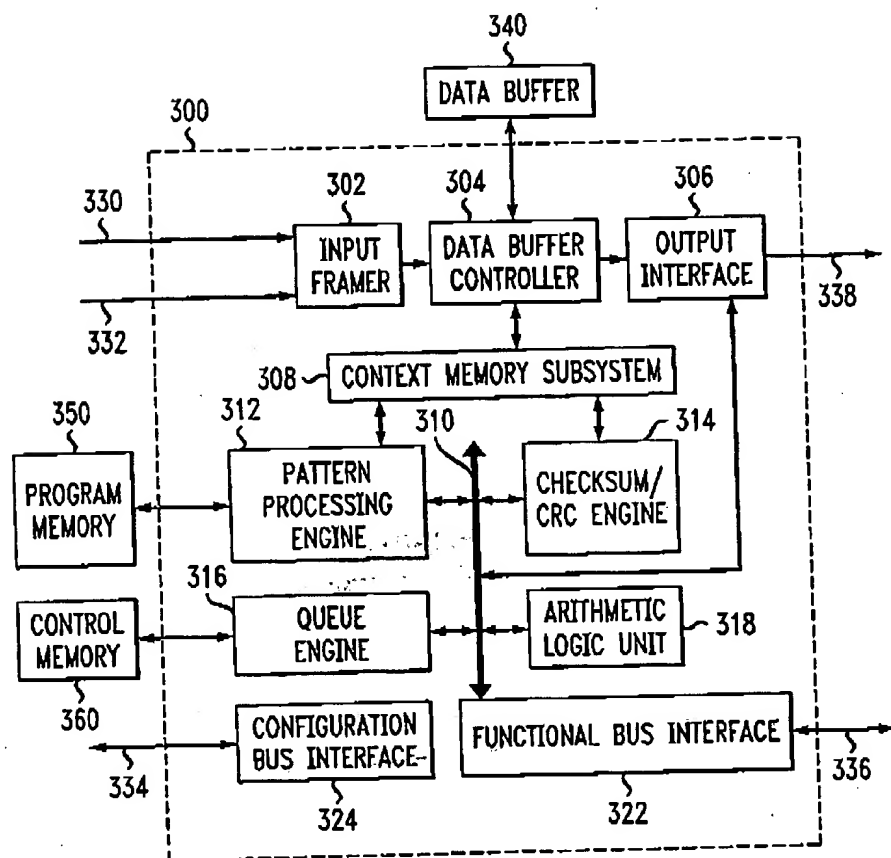 340
DATA BUFFER
300
330
302
304
306
INPUT
FRAMER
DATA BUFFER
CONTROLLER
OUTPUT
INTERFACE
332
338
308
CONTEXT MEMORY SUBSYSTEM
350
312
310
314
PROGRAM
MEMORY
PATTERN
PROCESSING
ENGINE
CHECKSUM/
CRC ENGINE
316
CONTROL
MEMORY
QUEUE
ENGINE
ARITHMETIC
LOGIC UNIT
318
360
CONFIGURATION
BUS INTERFACE
FUNCTIONAL BUS INTERFACE
334
336
324
322